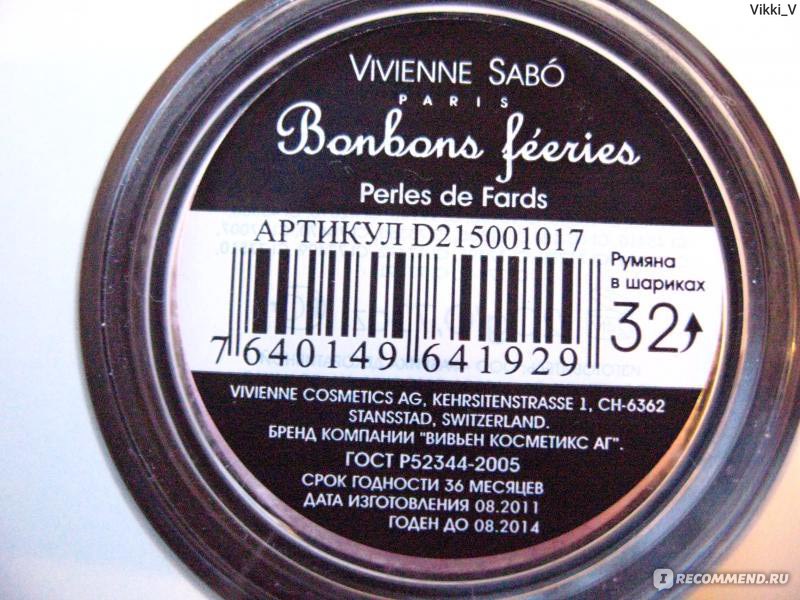 Vikki_V
VIVIENNE SABÓ
PARIS
Bonbons féeries
Perles de Fards
АРТИКУЛ D215001017
Румяна
в шариках
32
7 640149 641929
VIVIENNE COSMETICS AG, KEHRSITENSTRASSE 1, CH-6362
STANSSTAD, SWITZERLAND.
БРЕНД КОМПАНИИ "ВИВЬЕН КОСМЕТИКС АГ".
ГОСТ Р52344-2005
СРОК ГОДНОСТИ 36 МЕСЯЦЕВ
ДАТА ИЗГОТОВЛЕНИЯ 08.2011
ГОДЕН ДО 08.2014
I RECOMMEND.RU